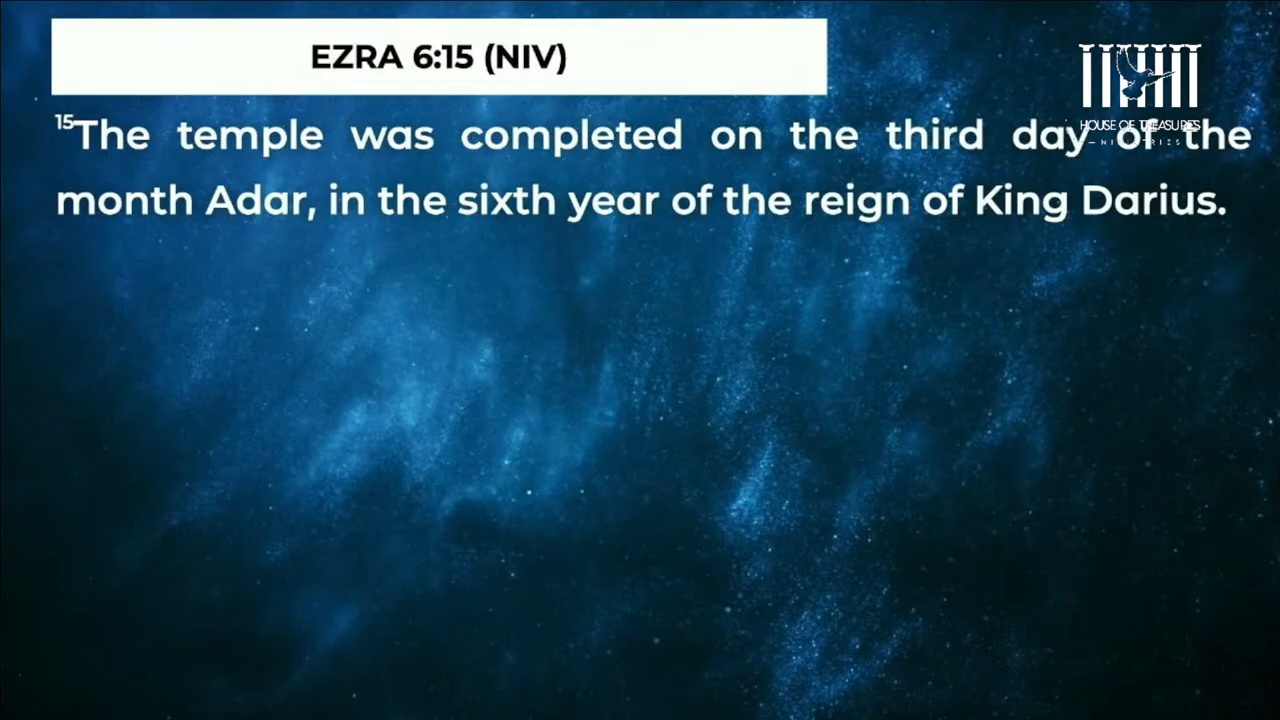 EZRA 6:15 (NIV)
HOUSE OF TREASURES
MINISTRIES
15The temple was completed on the third day of the
month Adar, in the sixth year of the reign of King Darius.